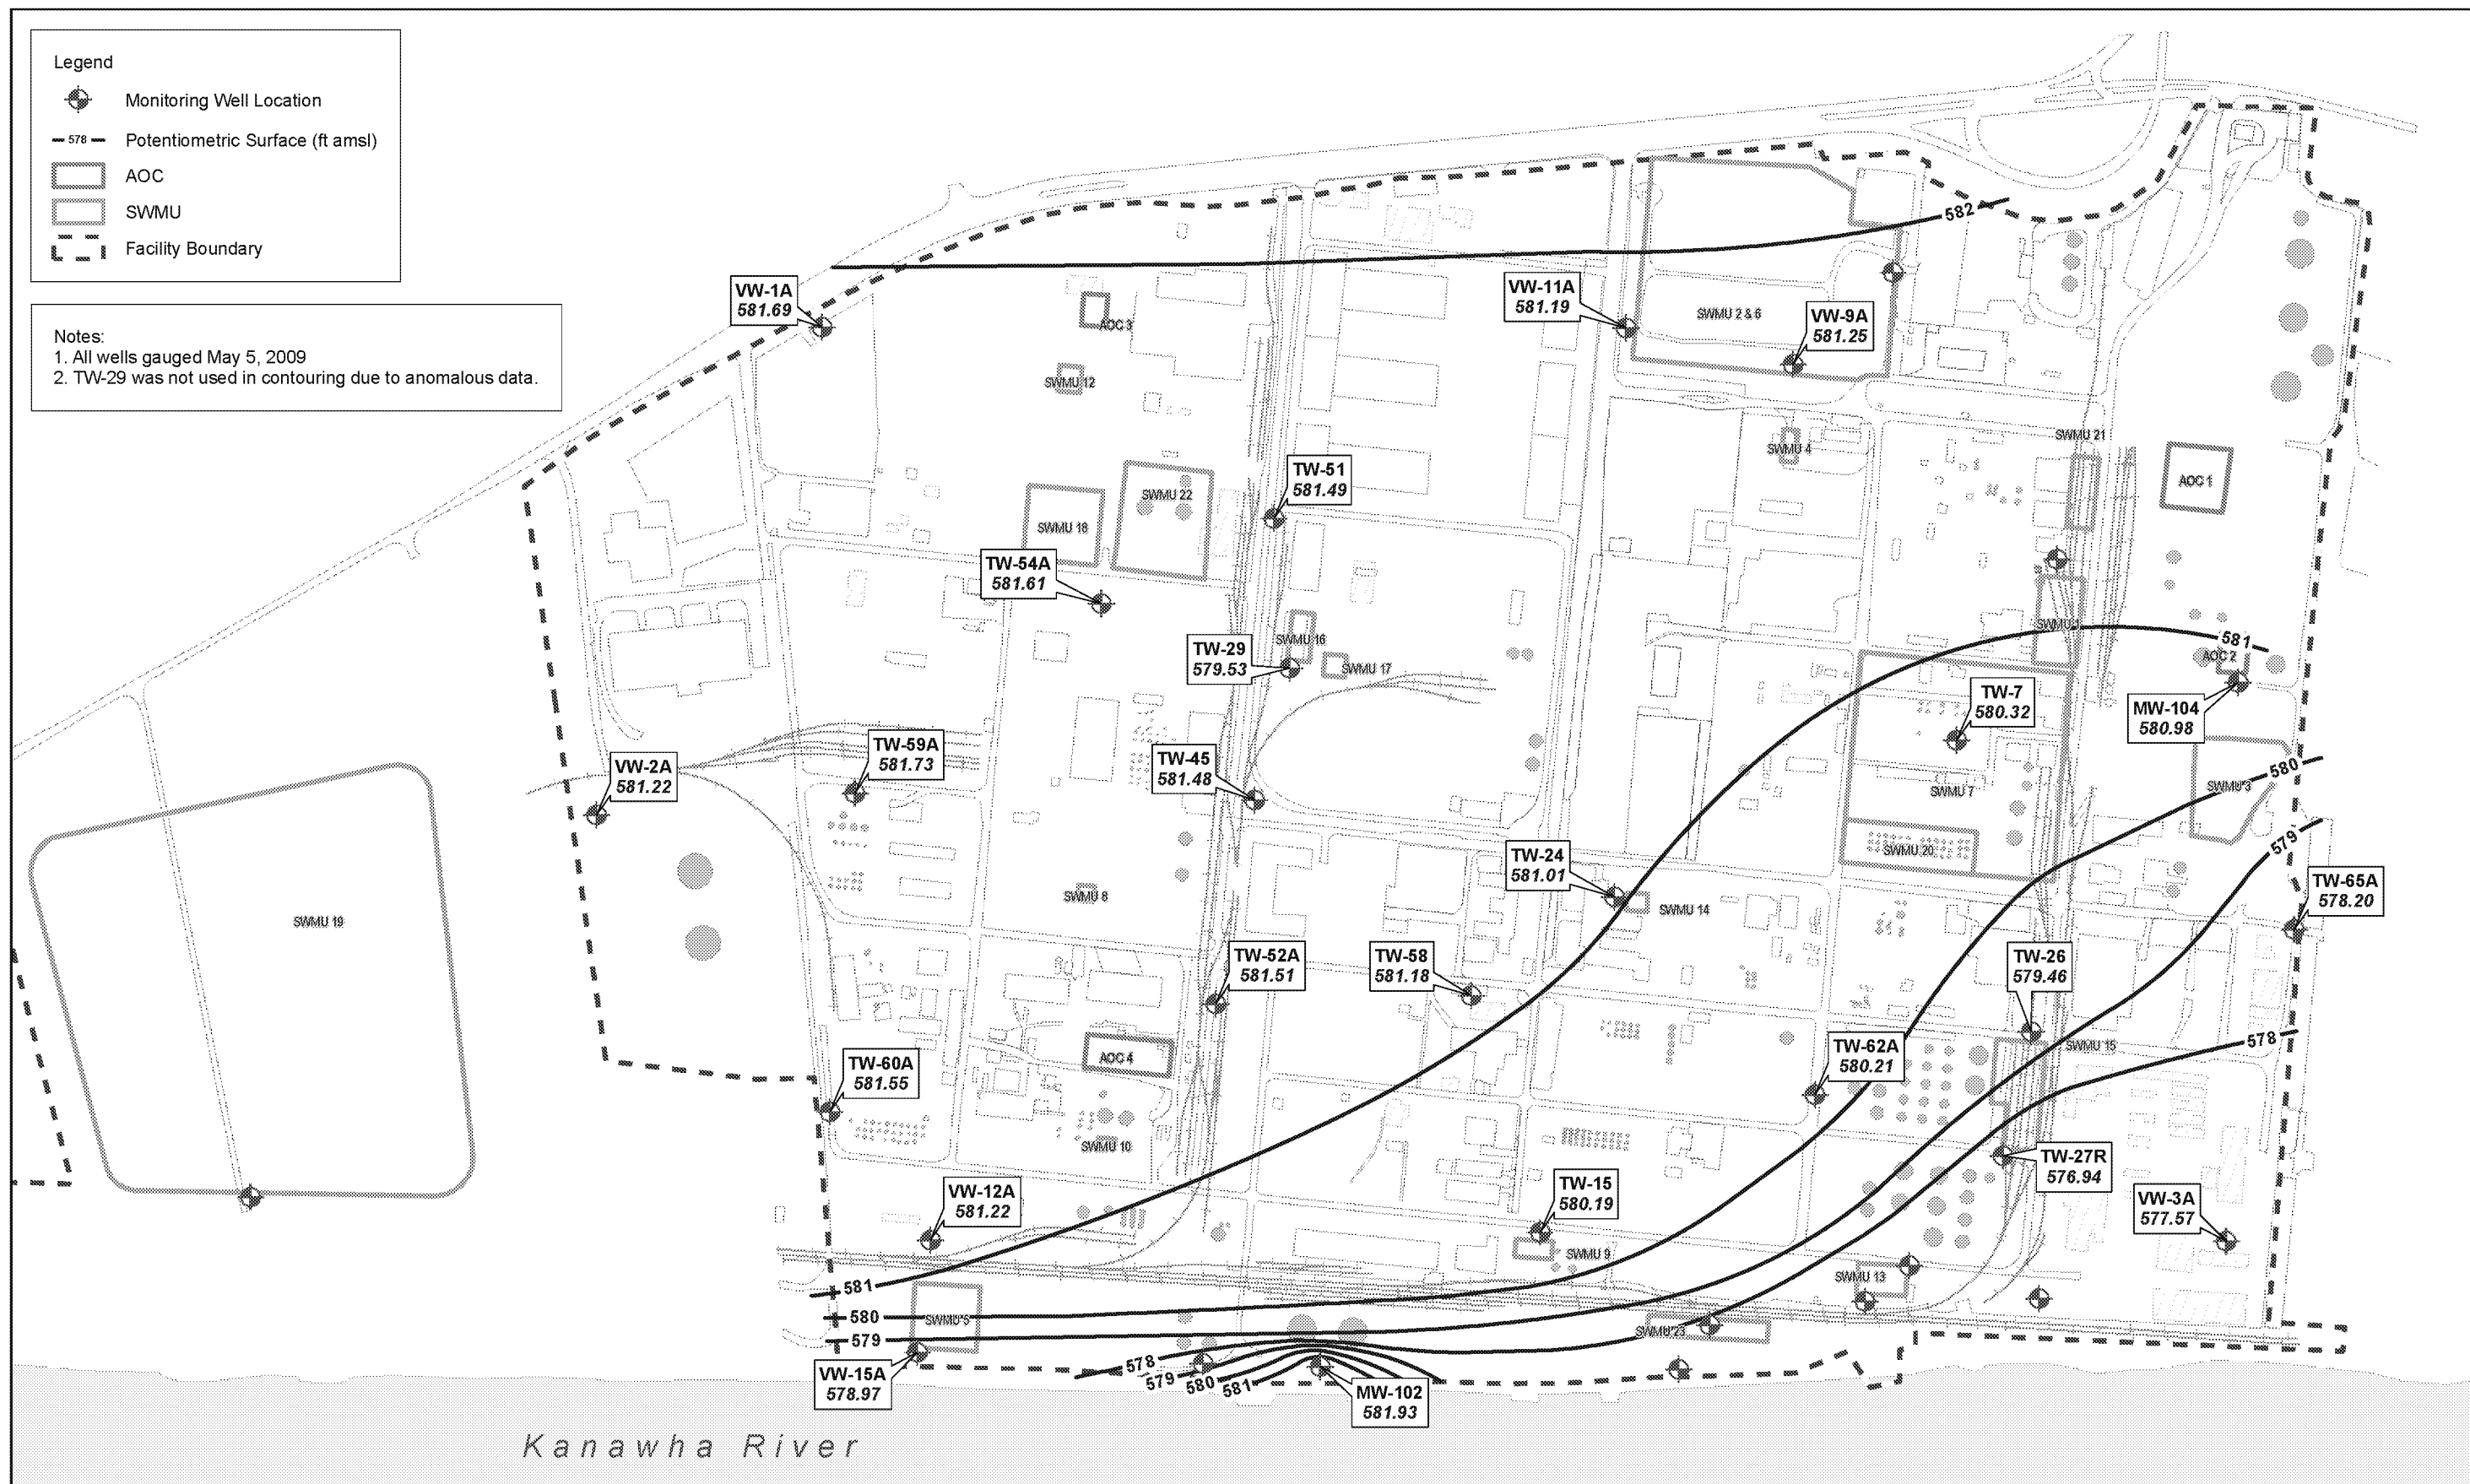 Legend
Monitoring Well Location
578
Potentiometric Surface (ft amsl)
AOC
SWMU
Facility Boundary
Notes:
1. All wells gauged May 5, 2009
2. TW-29 was not used in contouring due to anomalous data.
582
VW-1A
581.69
VW-11A
581.19
SWMU 2 & 6
VW-9A
581.25
AOC 3
SWMU 12
SWMU 4
SWMU 21
AOC 1
TW-51
581.49
SWMU 22
SWMU 18
TW-54A
581.61
SWMU 16
SWMU 17
TW-29
579.53
581
AOC 2
TW-7
580.32
MW-104
580.98
TW-59A
581.73
VW-2A
581.22
TW-45
581.48
580
SWMU 3
SWMU 7
579
SWMU 20
TW-24
581.01
TW-65A
578.20
SWMU 8
SWMU 14
SWMU 19
TW-52A
581.51
TW-58
581.18
TW-26
579.46
578
SWMU 15
TW-62A
580.21
AOC 4
TW-60A
581.55
SWMU 10
TW-27R
576.94
VW-12A
581.22
TW-15
580.19
VW-3A
577.57
SWMU 9
SWMU 13
581
580
SWMU 5
579
SWMU 23
578
579
580
581
VW-15A
578.97
MW-102
581.93
Kanawha River